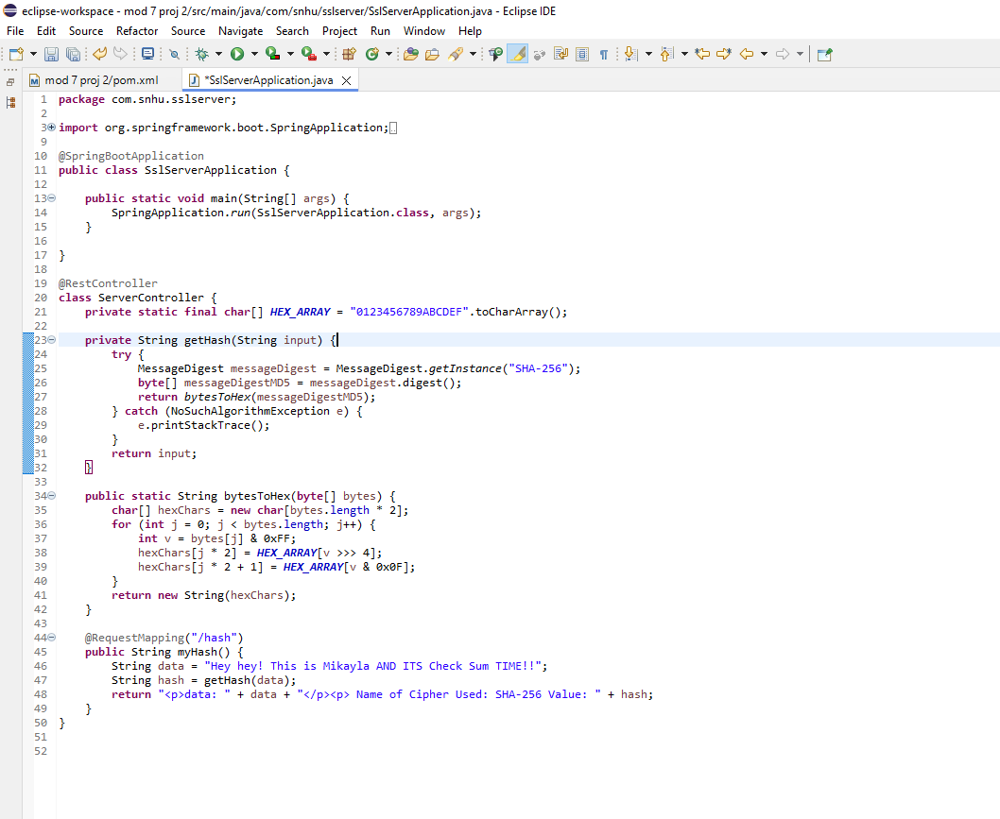 eclipse-workspace - mod 7 proj 2/src/main/java/com/snhu/sslserver/SslServerApplication.java - Eclipse IDE
File Edit Source Refactor Source Navigate Search Project Run Window Help
mod 7 proj 2/pom.xml *SslServerApplication.java
1 package com.snhu.sslserver;
2
3 import org.springframework.boot.SpringApplication;
9
10 @SpringBootApplication
11 public class SslServerApplication {
12
13 public static void main(String[] args) {
14 SpringApplication.run(SslServerApplication.class, args);
15 }
16
17 }
18
19 @RestController
20 class ServerController {
21 private static final char[] HEX_ARRAY = "0123456789ABCDEF".toCharArray();
22
23 private String getHash(String input) {
24 try {
25 MessageDigest messageDigest = MessageDigest.getInstance("SHA-256");
26 byte[] messageDigestMD5 = messageDigest.digest();
27 return bytesToHex(messageDigestMD5);
28 } catch (NoSuchAlgorithmException e) {
29 e.printStackTrace();
30 }
31 return input;
32 }
33
34 public static String bytesToHex(byte[] bytes) {
35 char[] hexChars = new char[bytes.length * 2];
36 for (int j = 0; j < bytes.length; j++) {
37 int v = bytes[j] & 0xFF;
38 hexChars[j * 2] = HEX_ARRAY[v >>> 4];
39 hexChars[j * 2 + 1] = HEX_ARRAY[v & 0x0F];
40 }
41 return new String(hexChars);
42 }
43
44 @RequestMapping("/hash")
45 public String myHash() {
46 String data = "Hey hey! This is Mikayla AND ITS Check Sum TIME!!";
47 String hash = getHash(data);
48 return "<p>data: " + data + "</p><p> Name of Cipher Used: SHA-256 Value: " + hash;
49 }
50 }
51
52